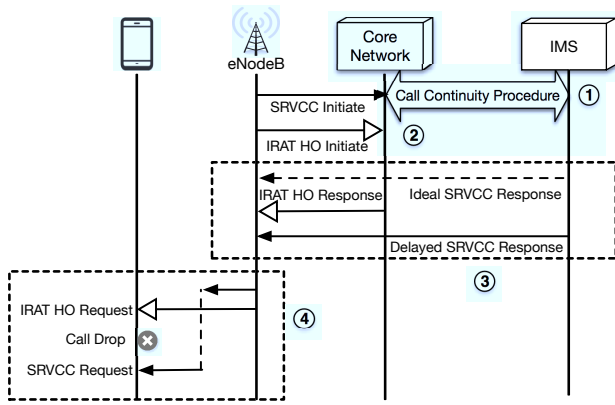 eNodeB
Core
Network
IMS
Call Continuity Procedure
1
SRVCC Initiate
2
IRAT HO Initiate
IRAT HO Response
Ideal SRVCC Response
Delayed SRVCC Response
3
IRAT HO Request
4
Call Drop
SRVCC Request